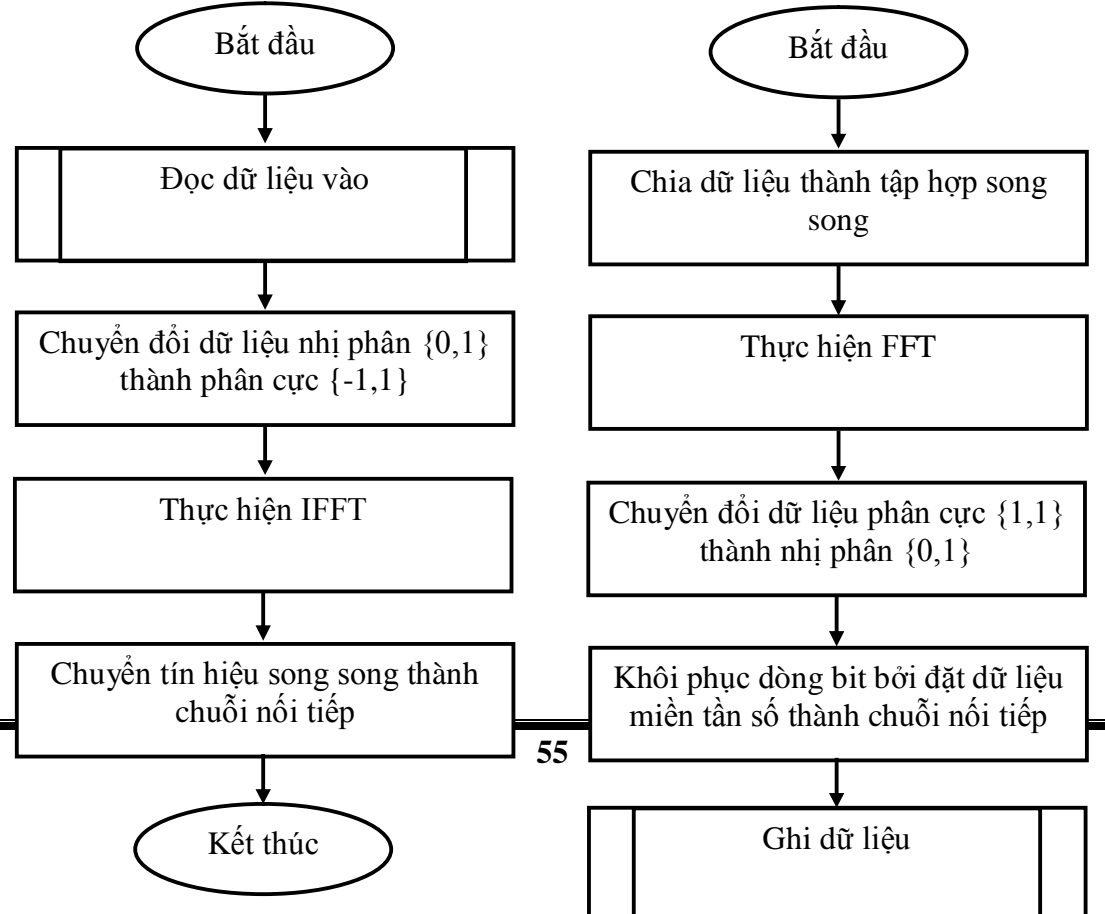 Bắt đầu
Đọc dữ liệu vào
Chuyển đổi dữ liệu nhị phân {0,1}
thành phân cực {-1,1}
Thực hiện IFFT
Chuyển tín hiệu song song thành
chuỗi nối tiếp
Kết thúc
Bắt đầu
Chia dữ liệu thành tập hợp song
song
Thực hiện FFT
Chuyển đổi dữ liệu phân cực {1,1}
thành nhị phân {0,1}
Khôi phục dòng bit bởi đặt dữ liệu
miền tần số thành chuỗi nối tiếp
Ghi dữ liệu
55